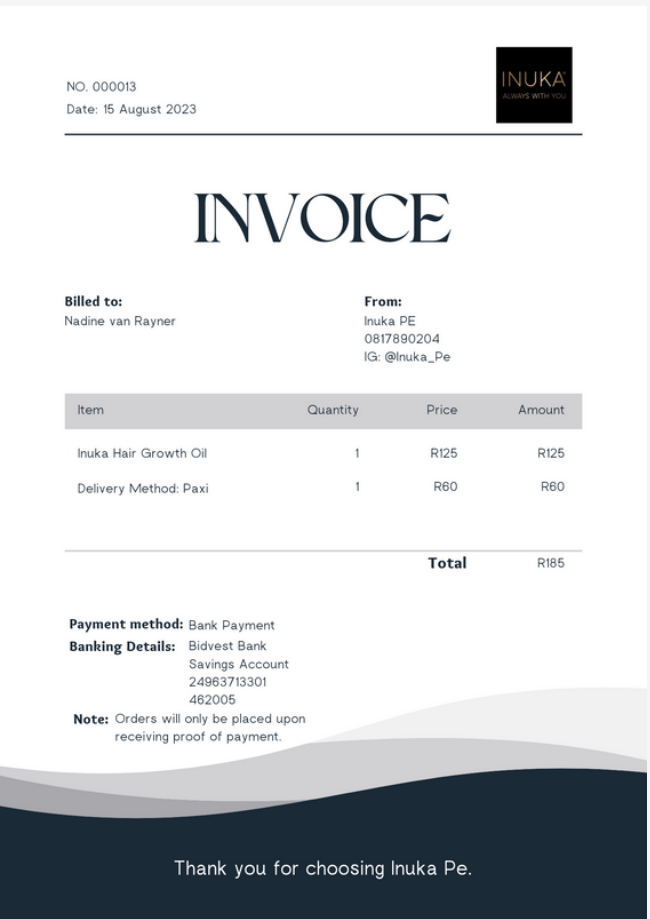 NO. 000013
Date: 15 August 2023
INUKA
ALWAYS WITH YOU
INVOICE
Billed to:
Nadine van Rayner
From:
Inuka PE
0817890204
IG: @Inuka_Pe
Item Quantity Price Amount
Inuka Hair Growth Oil 1 R125 R125
Delivery Method: Paxi 1 R60 R60
Total R185
Payment method: Bank Payment
Banking Details: Bidvest Bank
Savings Account
24963713301
462005
Note: Orders will only be placed upon
receiving proof of payment.
Thank you for choosing Inuka Pe.